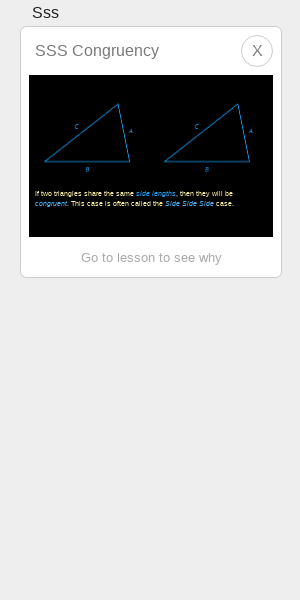 Sss
SSS Congruency
X
C
A
B
C
A
B
If two triangles share the same side lengths, then they will be
congruent. This case is often called the Side Side Side case.
Go to lesson to see why